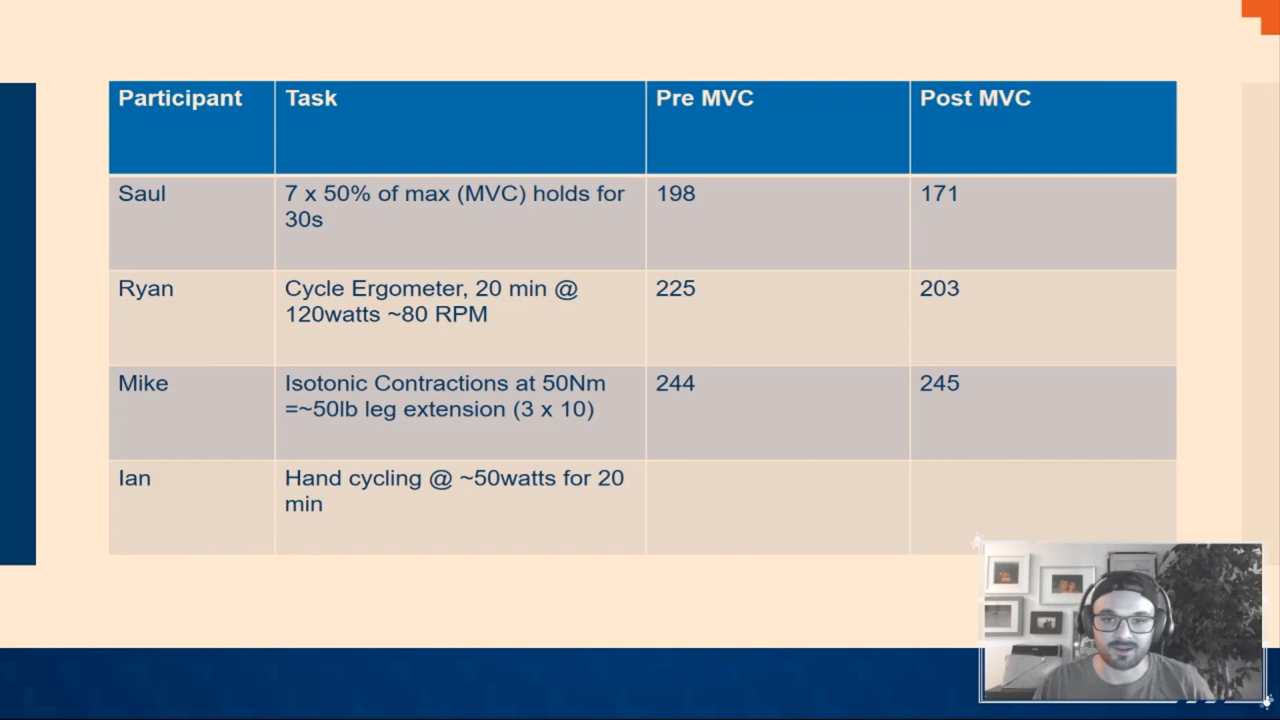 Participant Task Pre MVC Post MVC
Saul 7 x 50% of max (MVC) holds for 198 171
30s
Ryan Cycle Ergometer, 20 min @ 225 203
120watts ~80 RPM
Mike Isotonic Contractions at 50Nm 244 245
=~50lb leg extension (3 x 10)
Ian Hand cycling @ ~50watts for 20
min